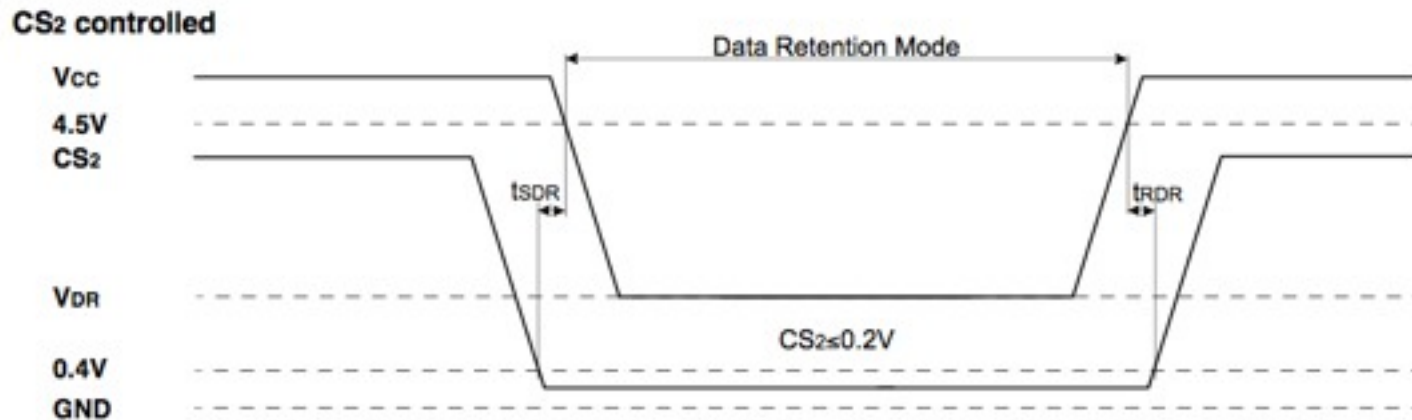 CS2 controlled
Data Retention Mode
VCC
4.5V
CS2
tSDR
tRDR
VDR
CS2≤0.2V
0.4V
GND